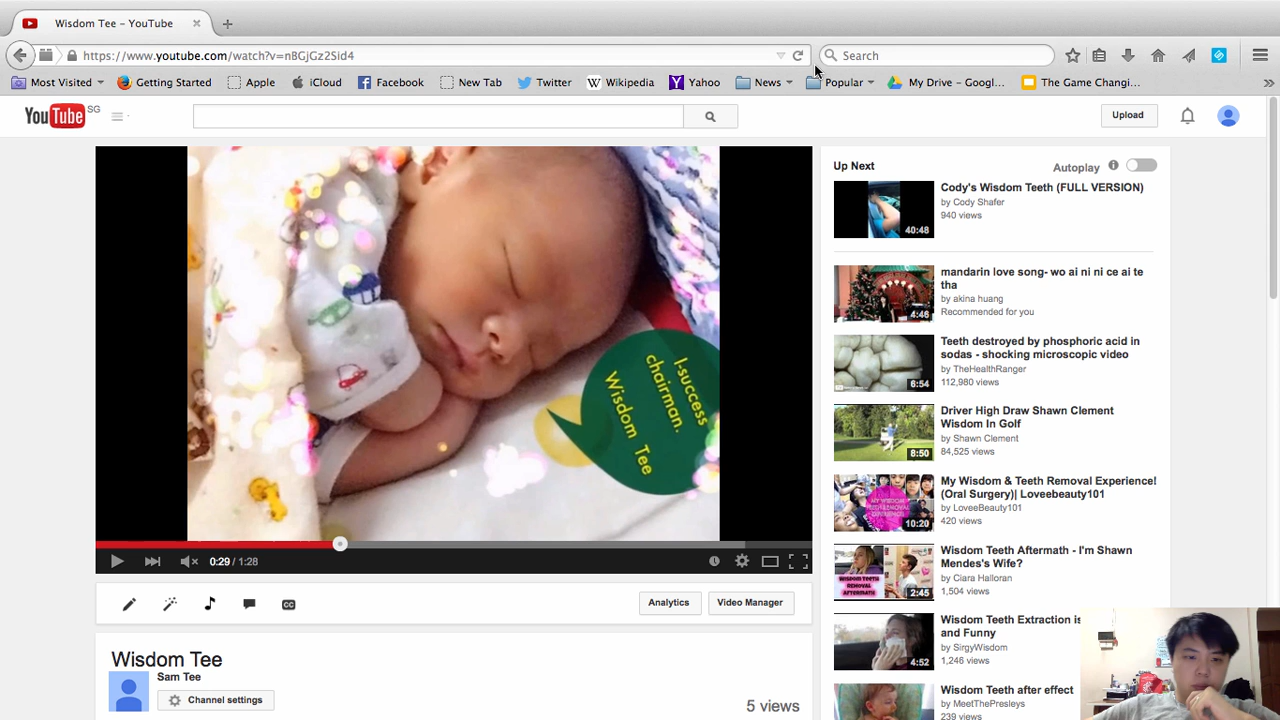 Wisdom Tee – YouTube
https://www.youtube.com/watch?v=nBGjGz2Sid4
Search
Most Visited
Getting Started
Apple
iCloud
Facebook
New Tab
Twitter
W Wikipedia
Yahoo
News
Popular
My Drive – Googl...
The Game Changi...
YouTube SG
Upload
I-success
chairman.
Wisdom Tee
0:29 / 1:28
Analytics
Video Manager
Wisdom Tee
Sam Tee
Channel settings
5 views
Up Next
Autoplay
Cody's Wisdom Teeth (FULL VERSION)
by Cody Shafer
940 views
40:48
mandarin love song- wo ai ni ni ce ai te
tha
by akina huang
Recommended for you
4:46
Teeth destroyed by phosphoric acid in
sodas - shocking microscopic video
by TheHealthRanger
112,980 views
6:54
Driver High Draw Shawn Clement
Wisdom In Golf
by Shawn Clement
84,525 views
8:50
My Wisdom & Teeth Removal Experience!
(Oral Surgery)| Loveebeauty101
by LoveeBeauty101
420 views
10:20
Wisdom Teeth Aftermath - I'm Shawn
Mendes's Wife?
by Ciara Halloran
1,504 views
2:45
Wisdom Teeth Extraction is
and Funny
by SirgyWisdom
1,246 views
4:52
Wisdom Teeth after effect
by MeetThePresleys
239 views